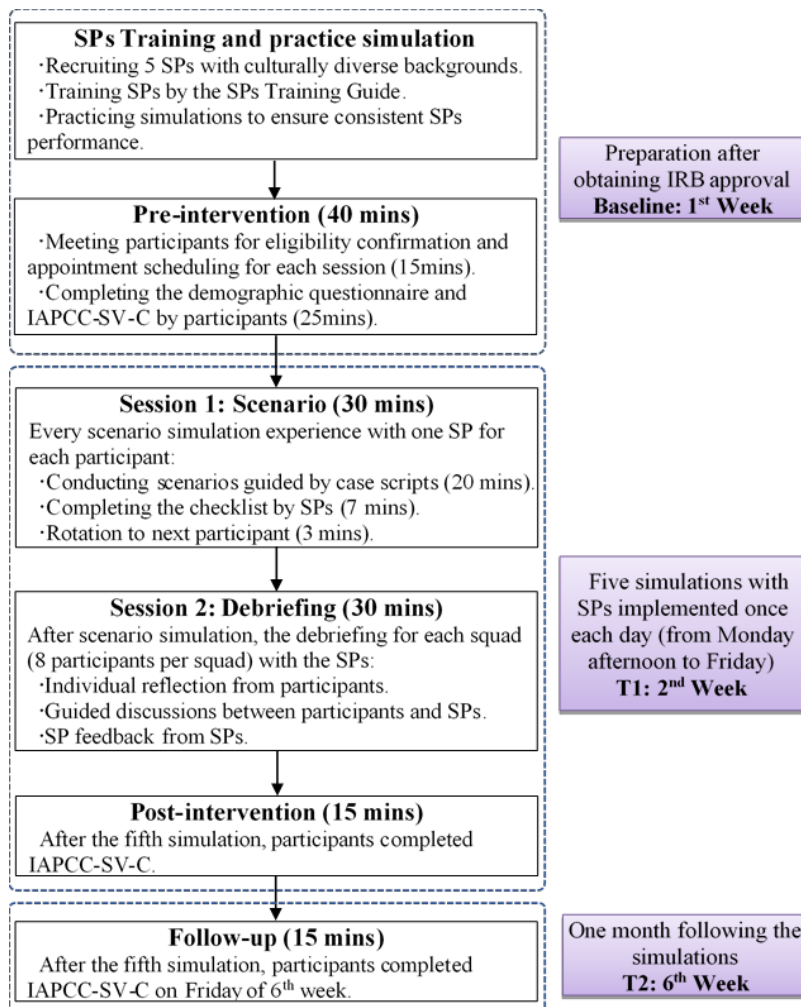 SPs Training and practice simulation
·Recruiting 5 SPs with culturally diverse backgrounds.
·Training SPs by the SPs Training Guide.
·Practicing simulations to ensure consistent SPs
performance.
Preparation after
obtaining IRB approval
Baseline: 1st Week
Pre-intervention (40 mins)
·Meeting participants for eligibility confirmation and
appointment scheduling for each session (15mins).
·Completing the demographic questionnaire and
IAPCC-SV-C by participants (25mins).
Session 1: Scenario (30 mins)
Every scenario simulation experience with one SP for
each participant:
·Conducting scenarios guided by case scripts (20 mins).
·Completing the checklist by SPs (7 mins).
·Rotation to next participant (3 mins).
Session 2: Debriefing (30 mins)
After scenario simulation, the debriefing for each squad
(8 participants per squad) with the SPs:
·Individual reflection from participants.
·Guided discussions between participants and SPs.
·SP feedback from SPs.
Five simulations with
SPs implemented once
each day (from Monday
afternoon to Friday)
T1: 2nd Week
Post-intervention (15 mins)
After the fifth simulation, participants completed
IAPCC-SV-C.
Follow-up (15 mins)
After the fifth simulation, participants completed
IAPCC-SV-C on Friday of 6th week.
One month following the
simulations
T2: 6th Week